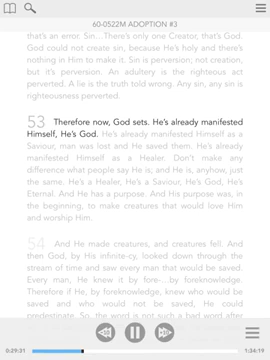 60-0522M ADOPTION #3
that's an error. Sin…There's only one Creator, that's God.
God could not create sin, because He's holy and there's
nothing in Him to make it. Sin is perversion; not creation,
but it's perversion. An adultery is the righteous act
perverted. A lie is the truth told wrong. Any sin, any sin is
righteousness perverted.
53 Therefore now, God sets. He's already manifested
Himself, He's God. He's already manifested Himself as a
Saviour, man was lost and He saved them. He's already
manifested Himself as a Healer. Don't make any
difference what people say He is; and He is, anyhow, just
the same. He's a Healer, He's a Saviour, He's God, He's
Eternal. And He has a purpose. And His purpose was, in
the beginning, to make creatures that would love Him
and worship Him.
54 And He made creatures, and creatures fell. And
then God, by His infinite-cy, looked down through the
stream of time and saw every man that would be saved.
Every man, He knew it by fore-…by foreknowledge.
Therefore if He, by foreknowledge, knew who would be
saved and who would not be saved, He could
predestinate. So, the word is not such a bad word after
0:29:31
1:34:19